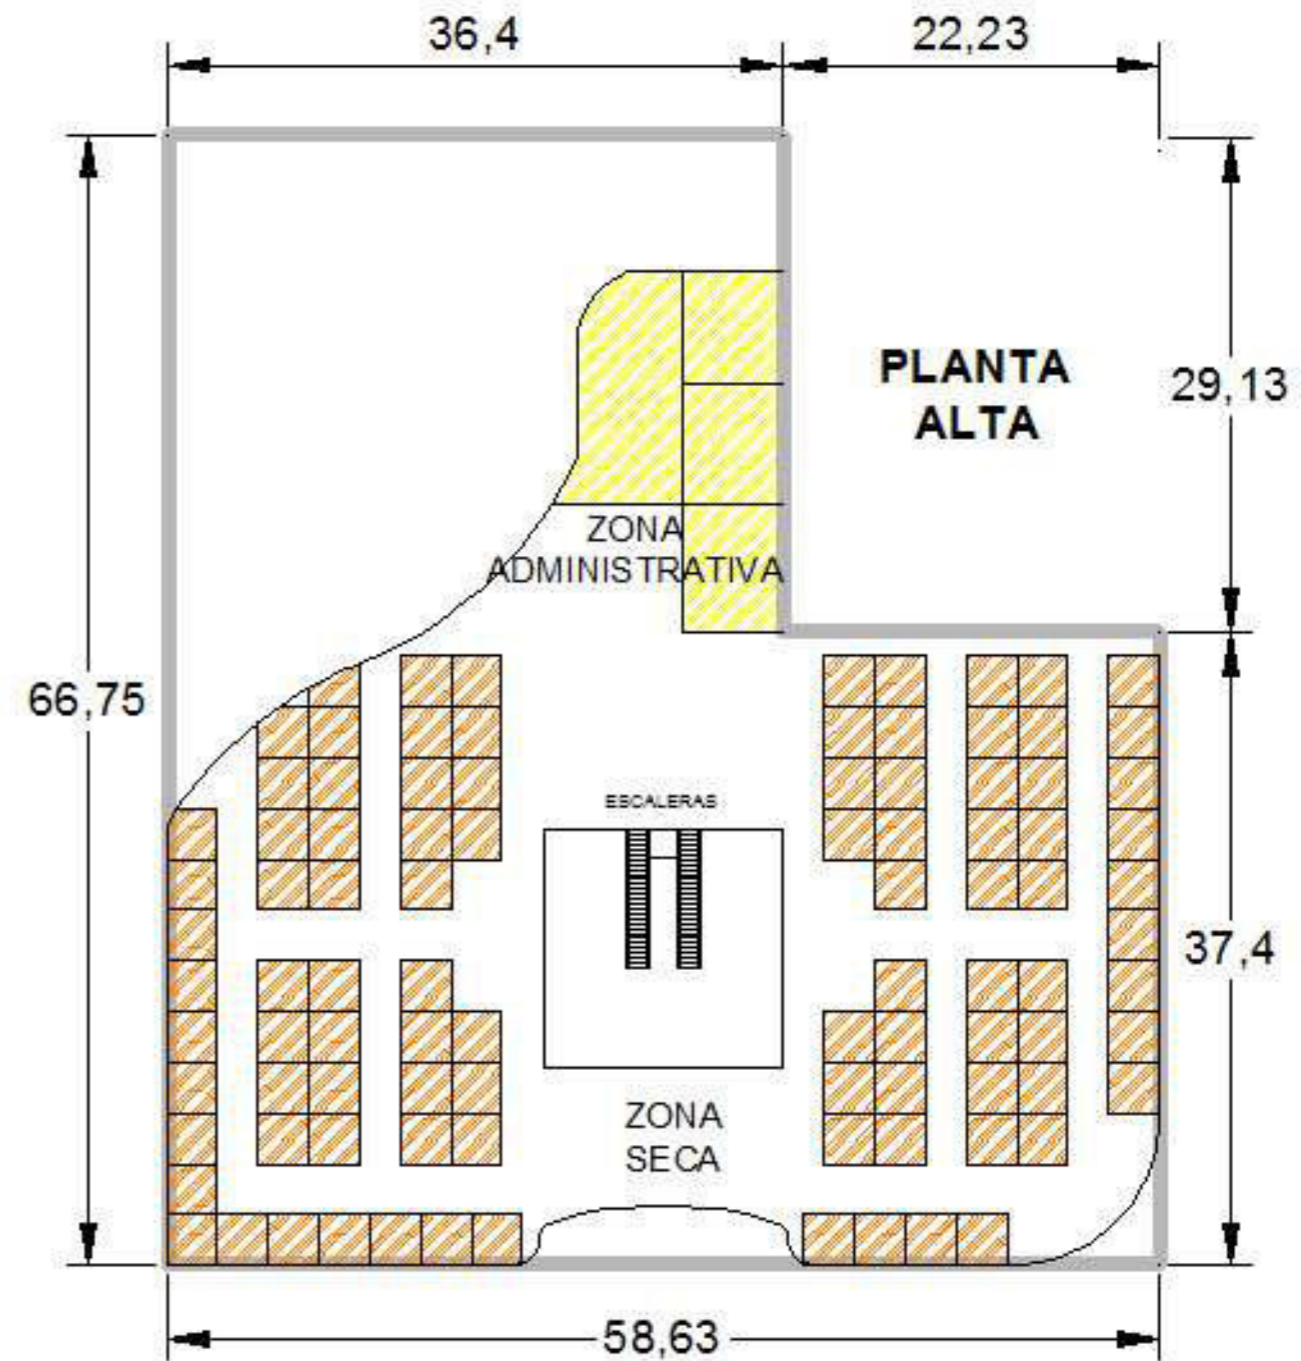 36,4
22,23
PLANTA
ALTA
29,13
ZONA
ADMINISTRATIVA
66,75
ESCALERAS
37,4
ZONA
SECA
58,63